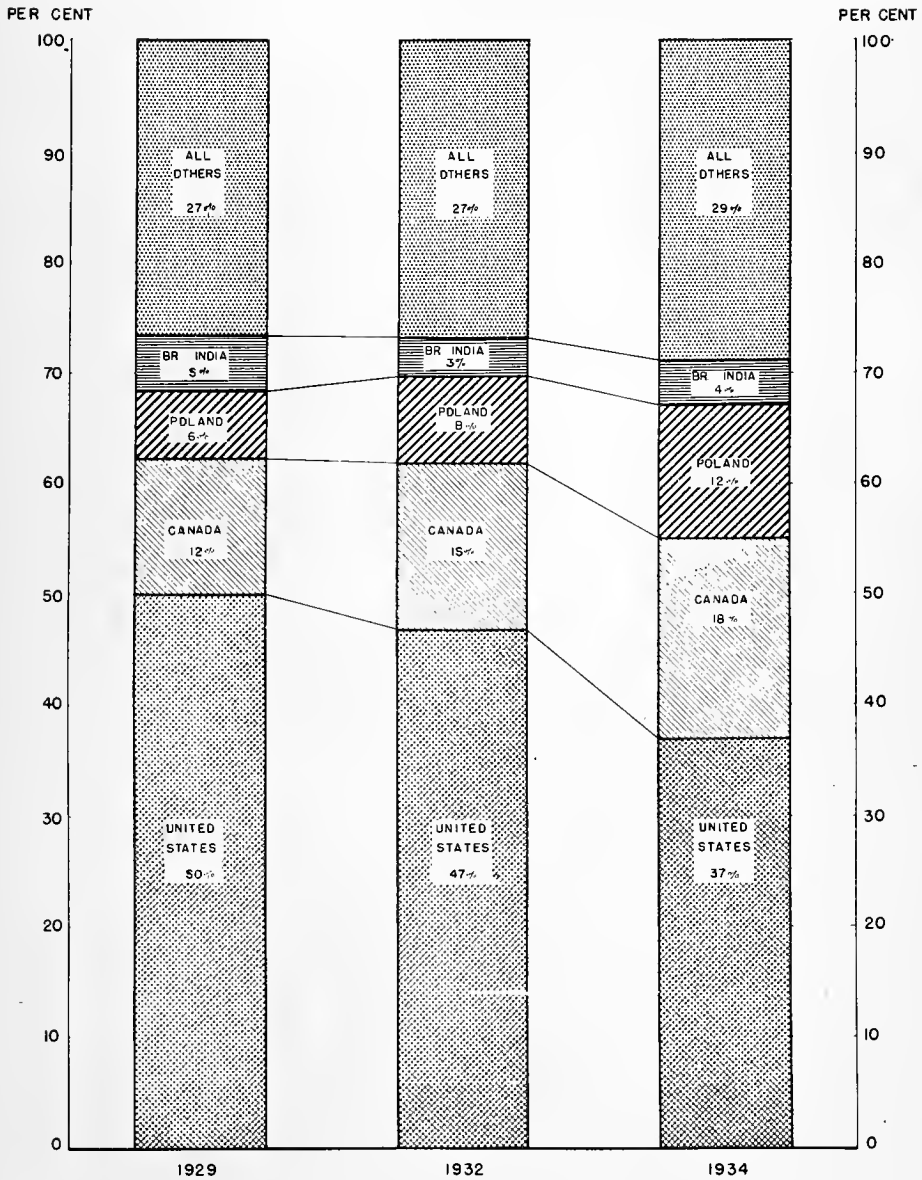 PER CENT
PER CENT
100
100
90
90
80
80
70
70
60
60
50
50
40
40
30
30
20
20
10
10
0
0
ALL
OTHERS
27%
BR INDIA
5%
POLAND
6%
CANADA
12%
UNITED
STATES
50%
ALL
OTHERS
27%
BR INDIA
3%
POLAND
8%
CANADA
15%
UNITED
STATES
47%
ALL
OTHERS
29%
BR. INDIA
4%
POLAND
12%
CANADA
18%
UNITED
STATES
37%
1929
1932
1934